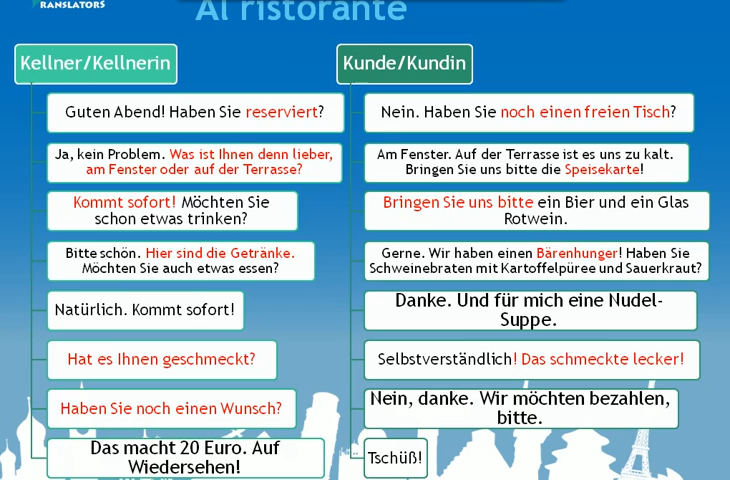 TRANSLATORS
Al ristorante
Kellner/Kellnerin
Kunde/Kundin
Guten Abend! Haben Sie reserviert?
Nein. Haben Sie noch einen freien Tisch?
Ja, kein Problem. Was ist Ihnen denn lieber,
am Fenster oder auf der Terrasse?
Am Fenster. Auf der Terrasse ist es uns zu kalt.
Bringen Sie uns bitte die Speisekarte!
Kommt sofort! Möchten Sie
schon etwas trinken?
Bringen Sie uns bitte ein Bier und ein Glas
Rotwein.
Bitte schön. Hier sind die Getränke.
Möchten Sie auch etwas essen?
Gerne. Wir haben einen Bärenhunger! Haben Sie
Schweinebraten mit Kartoffelpüree und Sauerkraut?
Natürlich. Kommt sofort!
Danke. Und für mich eine Nudel-
Suppe.
Hat es Ihnen geschmeckt?
Selbstverständlich! Das schmeckte lecker!
Haben Sie noch einen Wunsch?
Nein, danke. Wir möchten bezahlen,
bitte.
Das macht 20 Euro. Auf
Wiedersehen!
Tschüß!